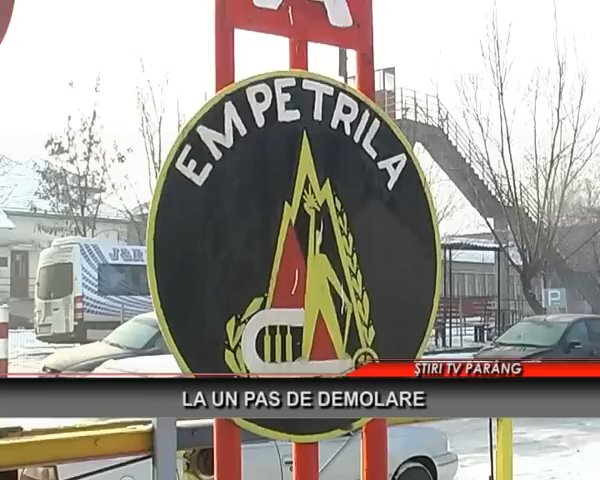 A
EMPETRILA
J&R
P
ȘTIRI TV PARÂNG
LA UN PAS DE DEMOLARE